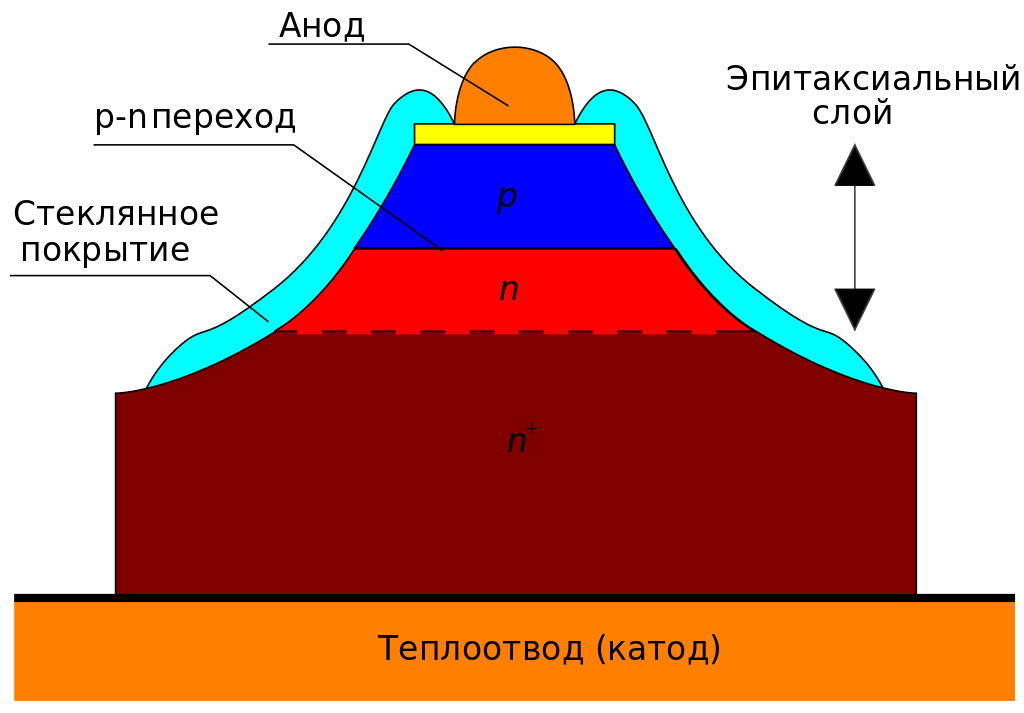 Анод
Эпитаксиальный
слой
p-n переход
Стеклянное
покрытие
p
n
n⁺
Теплоотвод (катод)